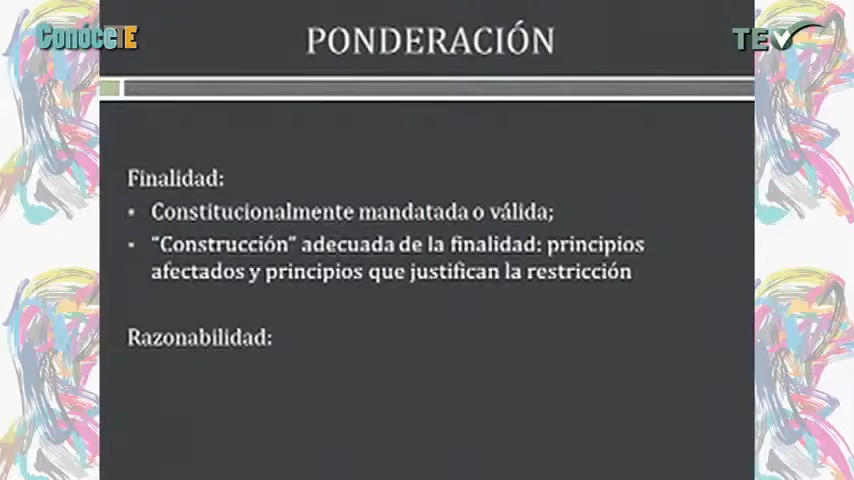 ConóceTE
TEV
PONDERACIÓN
Finalidad:
▪ Constitucionalmente mandatada o válida;
▪ "Construcción" adecuada de la finalidad: principios
afectados y principios que justifican la restricción
Razonabilidad: